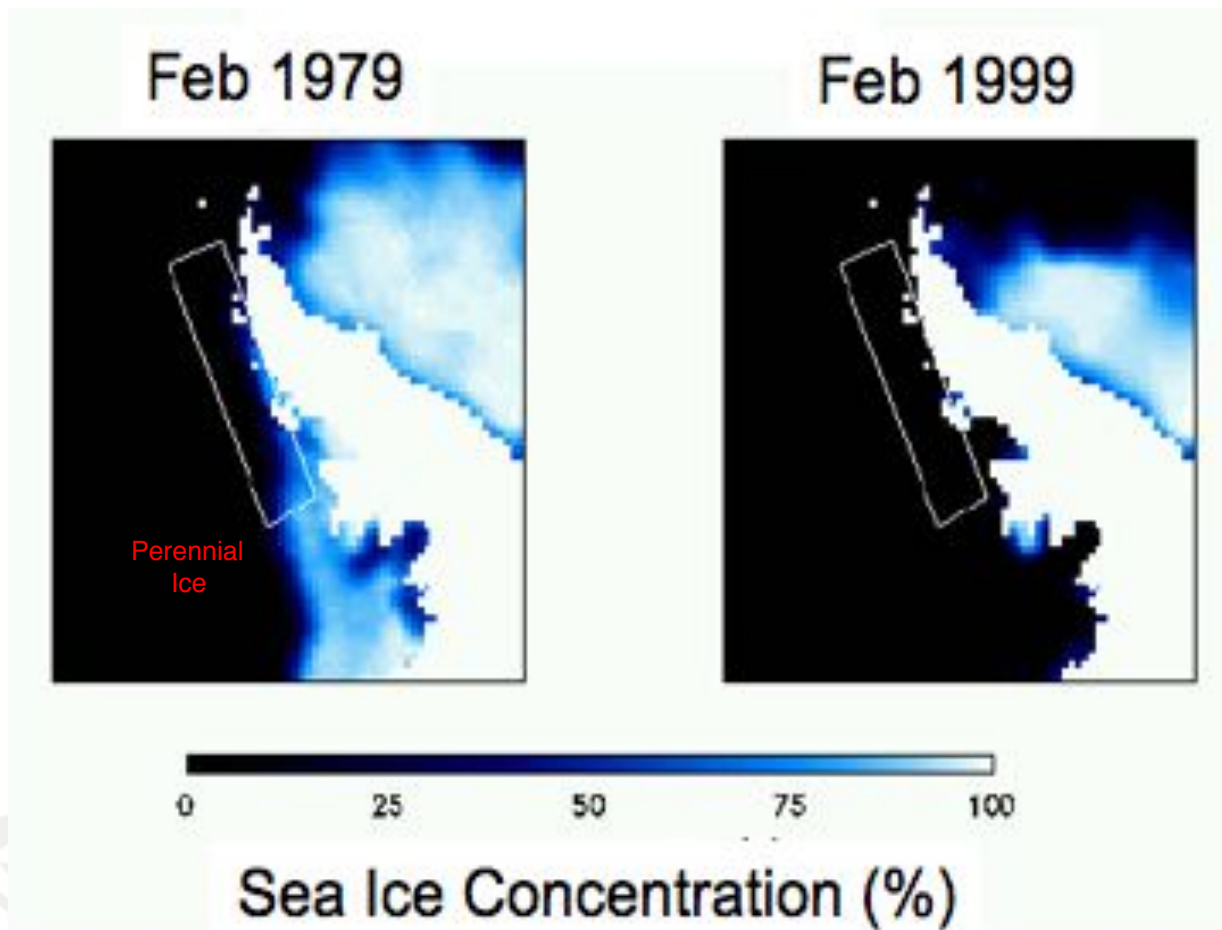 Feb 1979
Feb 1999
Perennial
Ice
0 25 50 75 100
Sea Ice Concentration (%)